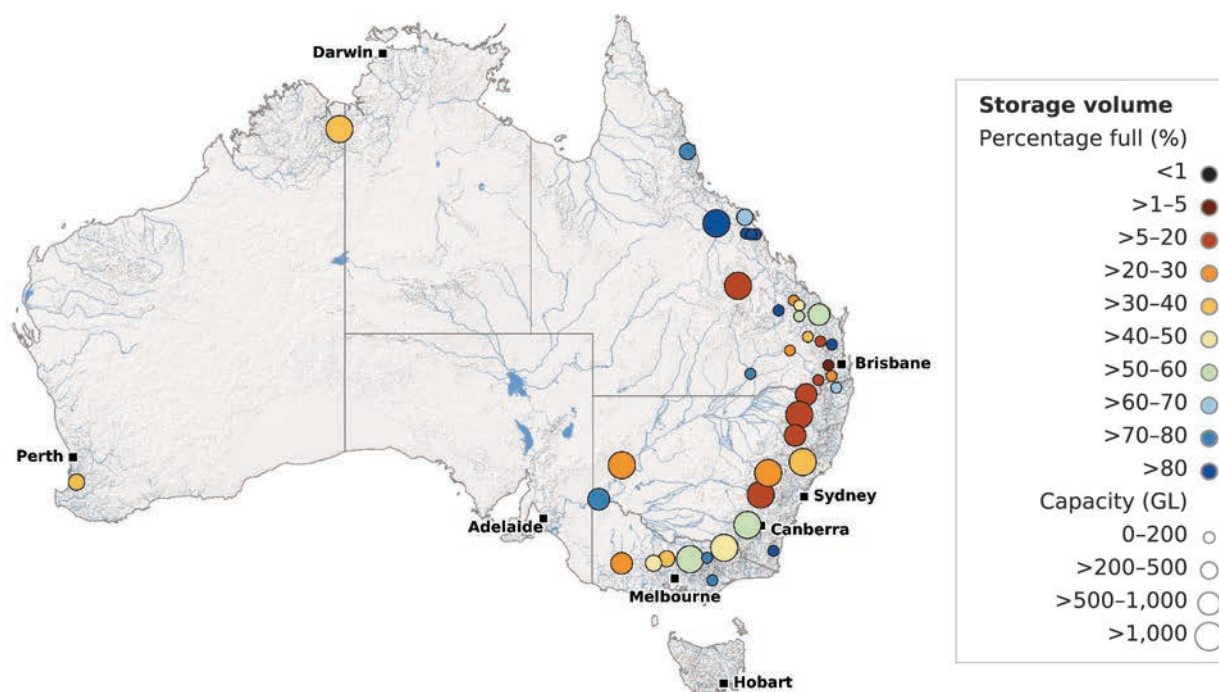 Darwin
Brisbane
Perth
Sydney
Adelaide
Canberra
Melbourne
Hobart
Storage volume
Percentage full (%)
<1
>1–5
>5–20
>20–30
>30–40
>40–50
>50–60
>60–70
>70–80
>80
Capacity (GL)
0–200
>200–500
>500–1,000
>1,000